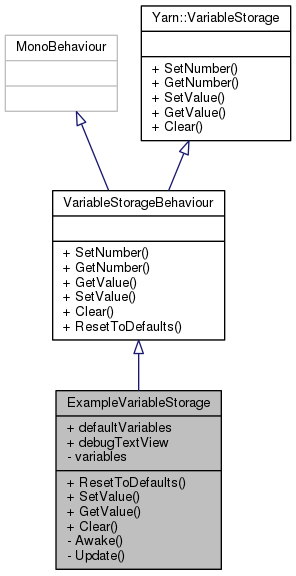 MonoBehaviour
Yarn::VariableStorage
+ SetNumber()
+ GetNumber()
+ SetValue()
+ GetValue()
+ Clear()
VariableStorageBehaviour
+ SetNumber()
+ GetNumber()
+ GetValue()
+ SetValue()
+ Clear()
+ ResetToDefaults()
ExampleVariableStorage
+ defaultVariables
+ debugTextView
- variables
+ ResetToDefaults()
+ SetValue()
+ GetValue()
+ Clear()
- Awake()
- Update()